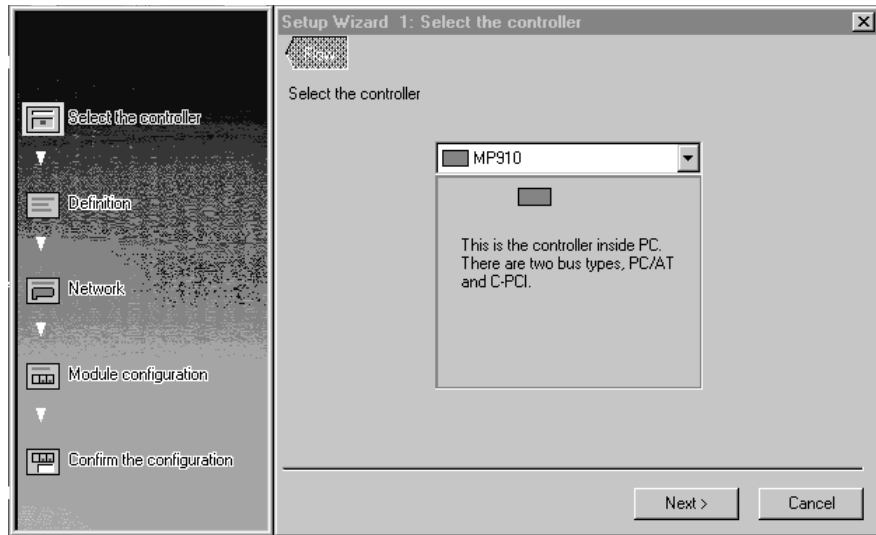 Setup Wizard 1: Select the controller
Select the controller
Select the controller
Definition
Network
Module configuration
Confirm the configuration
MP910
This is the controller inside PC.
There are two bus types, PC/AT
and C-PCI.
Next >
Cancel